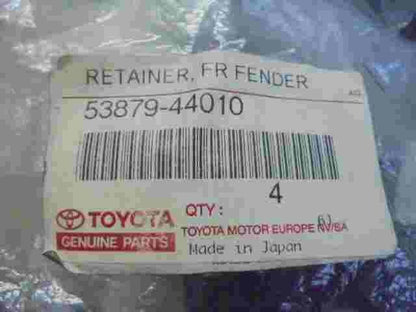 RETAINER, FR FENDER
53879-44010
4
QTY:
TOYOTA
GENUINE PARTS
TOYOTA MOTOR EUROPE NV/SA
Made in Japan